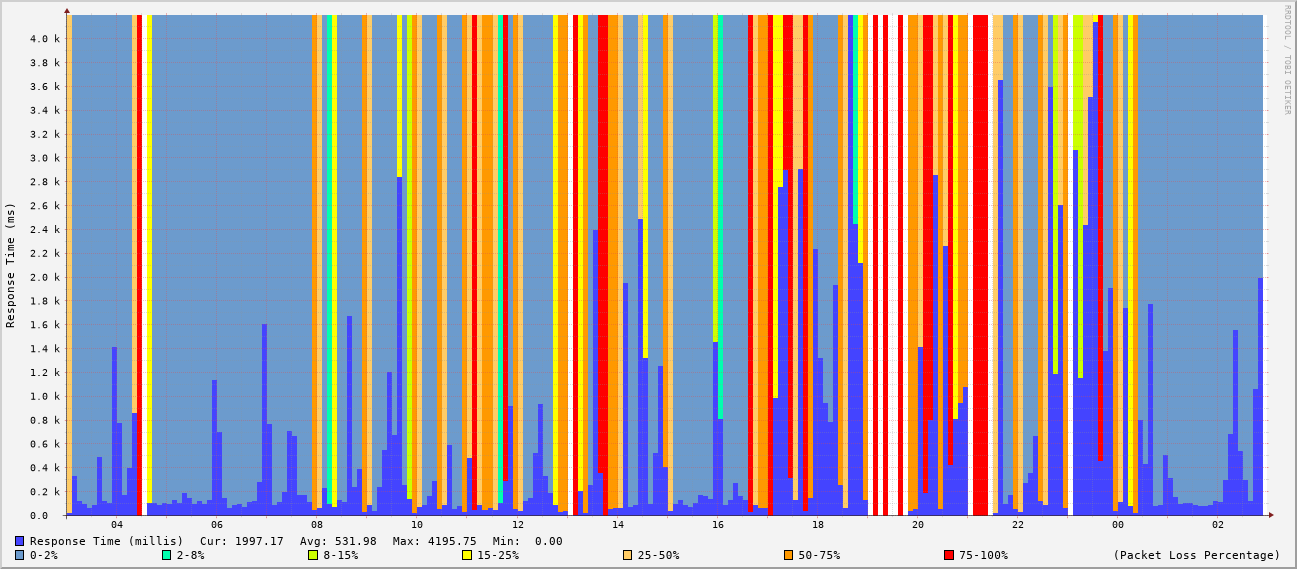 RRDTOOL / TOBI OETIKER
Response Time (ms)
4.0 k
3.8 k
3.6 k
3.4 k
3.2 k
3.0 k
2.8 k
2.6 k
2.4 k
2.2 k
2.0 k
1.8 k
1.6 k
1.4 k
1.2 k
1.0 k
0.8 k
0.6 k
0.4 k
0.2 k
0.0
04 06 08 10 12 14 16 18 20 22 00 02
Response Time (millis) Cur: 1997.17 Avg: 531.98 Max: 4195.75 Min: 0.00
0-2% 2-8% 8-15% 15-25% 25-50% 50-75% 75-100% (Packet Loss Percentage)